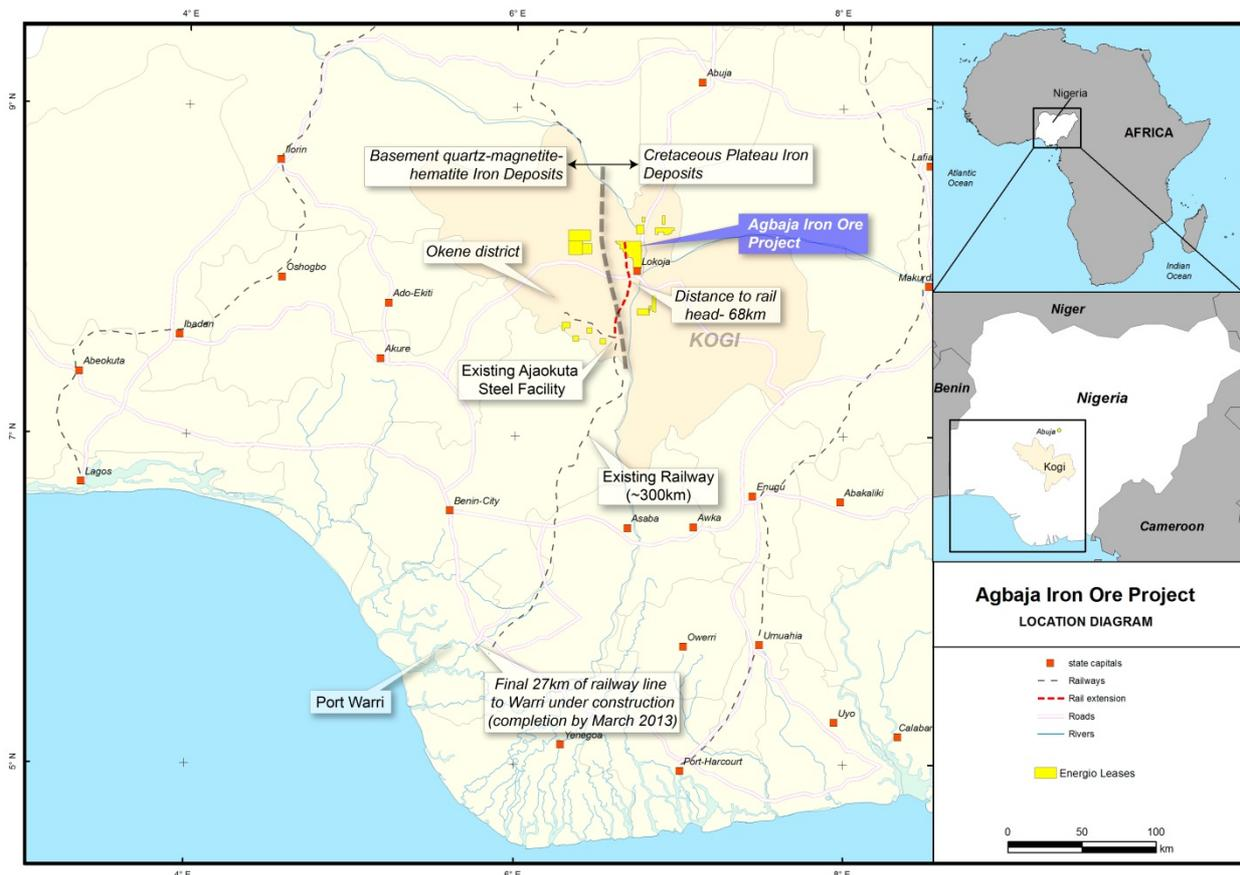 4° E
6° E
8° E
9° N
7° N
5° N
4° E
6° E
8° E
Abuja
Ilorin
Lafia
Basement quartz-magnetite-
hematite Iron Deposits
Cretaceous Plateau Iron
Deposits
Agbaja Iron Ore
Project
Okene district
Lokoja
Oshogbo
Makurd
Ado-Ekiti
Distance to rail
head- 68km
Ibadan
Akure
KOGI
Abeokuta
Existing Ajaokuta
Steel Facility
Lagos
Existing Railway
(~300km)
Enugu
Abakaliki
Benin-City
Asaba
Awka
Owerri
Umuahia
Port Warri
Final 27km of railway line
to Warri under construction
(completion by March 2013)
Yenegoa
Uyo
Calabar
Port-Harcourt
Nigeria
AFRICA
Atlantic
Ocean
Indian
Ocean
Niger
Benin
Nigeria
Abuja
Kogi
Cameroon
Agbaja Iron Ore Project
LOCATION DIAGRAM
state capitals
Railways
Rail extension
Roads
Rivers
Energio Leases
0 50 100
km